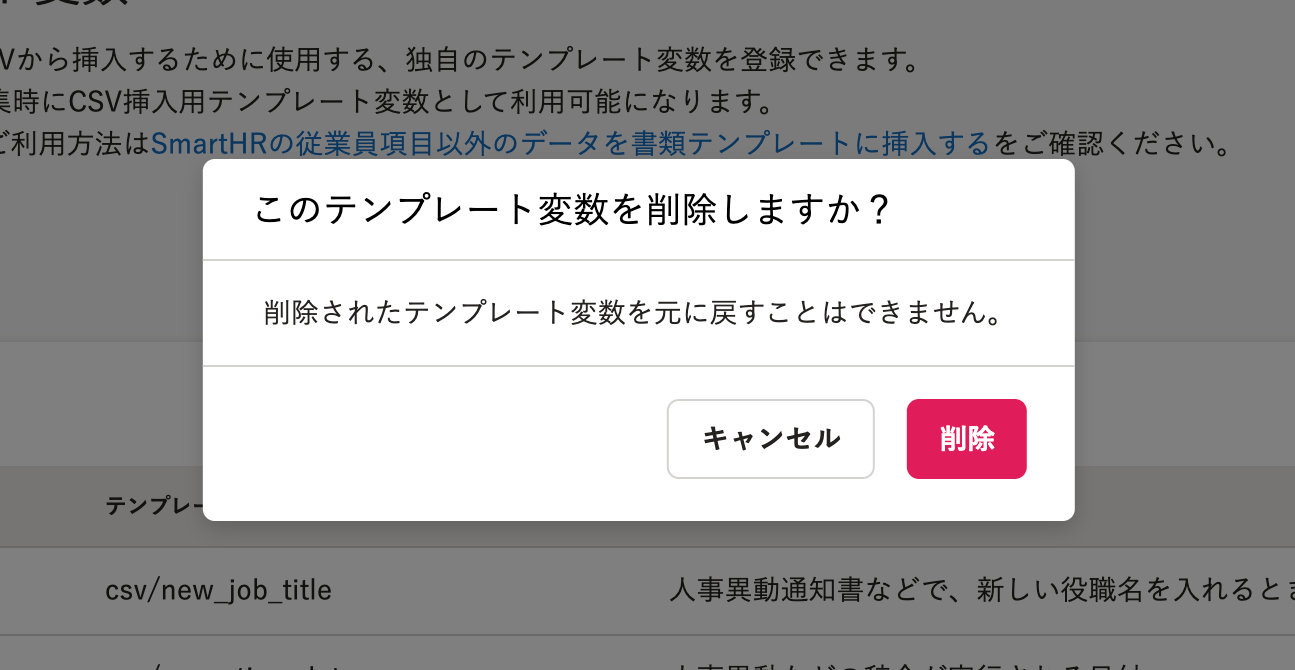 Vから挿入するために使用する、独自のテンプレート変数を登録できます。
集時にCSV挿入用テンプレート変数として利用可能になります。
ご利用方法はSmartHRの従業員項目以外のデータを書類テンプレートに挿入するをご確認ください。
このテンプレート変数を削除しますか？
削除されたテンプレート変数を元に戻すことはできません。
キャンセル
削除
テンプレー
csv/new_job_title
人事異動通知書などで、新しい役職名を入れるとき